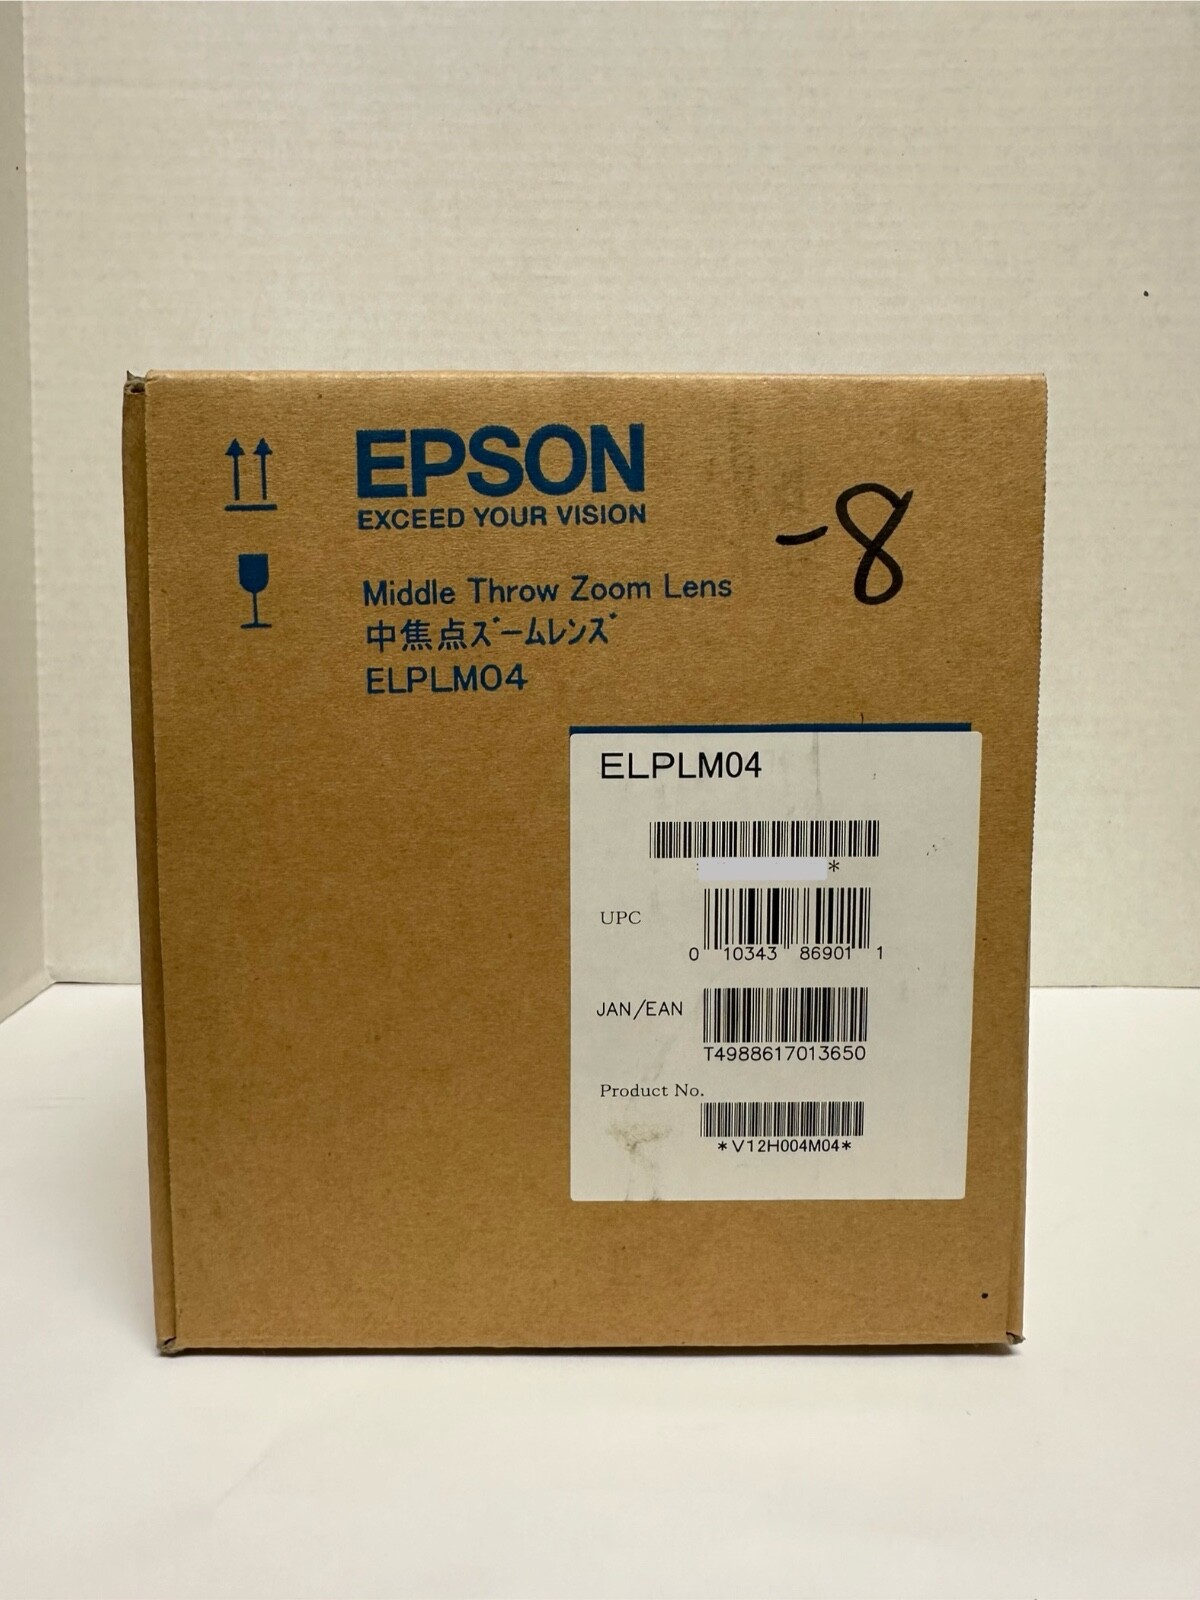 EPSON
EXCEED YOUR VISION
-8
Middle Throw Zoom Lens
中焦点ズームレンズ
ELPLM04
ELPLM04
*
UPC
0 10343 86901 1
JAN/EAN
T4988617013650
Product No.
*V12H004M04*